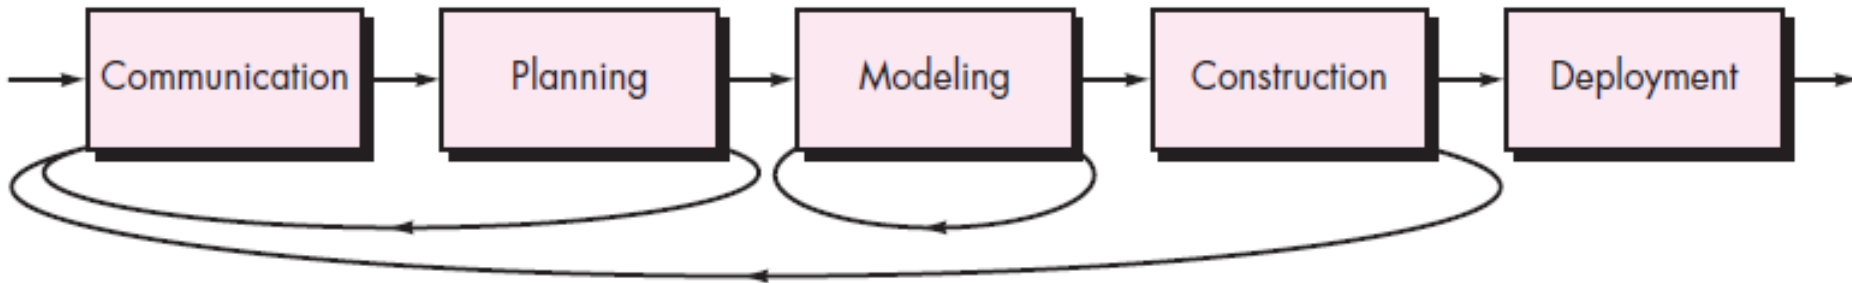 Communication
Planning
Modeling
Construction
Deployment